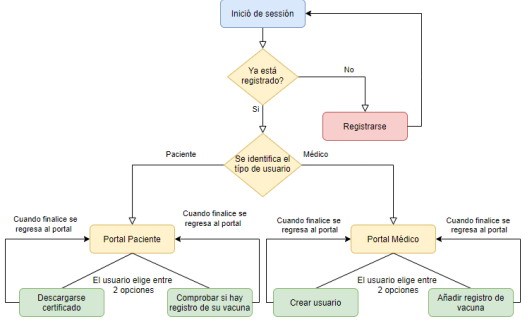 Inició de sessión
Ya está
registrado?
No
Si
Registrarse
Se identifica el
tipo de usuario
Paciente
Médico
Cuando finalice se
regresa al portal
Cuando finalice se
regresa al portal
Cuando finalice se
regresa al portal
Cuando finalice se
regresa al portal
Portal Paciente
Portal Médico
El usuario elige entre
2 opciones
El usuario elige entre
2 opciones
Descargarse
certificado
Comprobar si hay
registro de su vacuna
Crear usuario
Añadir registro de
vacuna